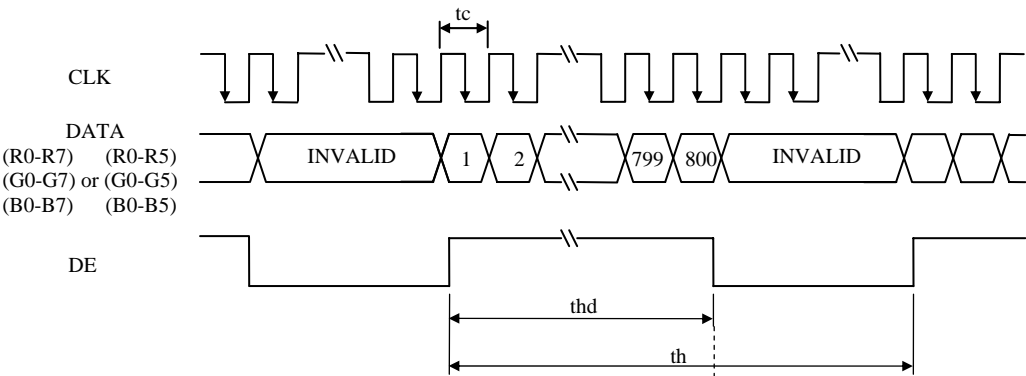 tc
CLK
DATA
(R0-R7) (R0-R5)
(G0-G7) or (G0-G5)
(B0-B7) (B0-B5)
INVALID 1 2 799 800 INVALID
DE
thd
th